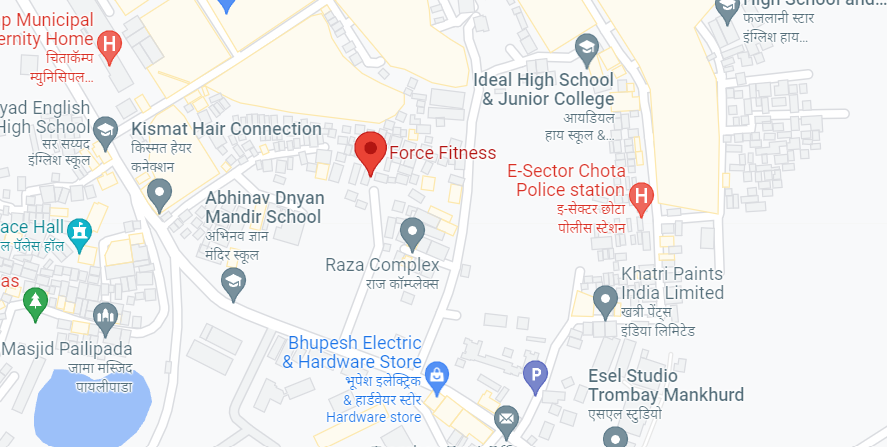 p Municipal
ernity Home
चिताकॅम्प
म्युनिसिपल...
High School and...
फजलानी स्टार
इंग्लिश हाय...
Ideal High School
& Junior College
आयडियल
हाय स्कूल &...
yad English
High School
सर सय्यद
इंग्लिश स्कूल
Kismat Hair Connection
किस्मत हेयर
कनेक्शन
Force Fitness
E-Sector Chota
Police station
इ-सेक्टर छोटा
पोलीस स्टेशन
Abhinav Dnyan
Mandir School
अभिनव ज्ञान
मंदिर स्कूल
ace Hall
ल पॅलेस हॉल
Raza Complex
राज कॉम्प्लेक्स
as
Khatri Paints
India Limited
खत्री पेंट्स
इंडिया लिमिटेड
Masjid Pailipada
जामा मस्जिद
पायलीपाडा
Bhupesh Electric
& Hardware Store
भूपेश इलेक्ट्रिक
& हार्डवेयर स्टोर
Hardware store
P
Esel Studio
Trombay Mankhurd
एसएल स्टुडियो